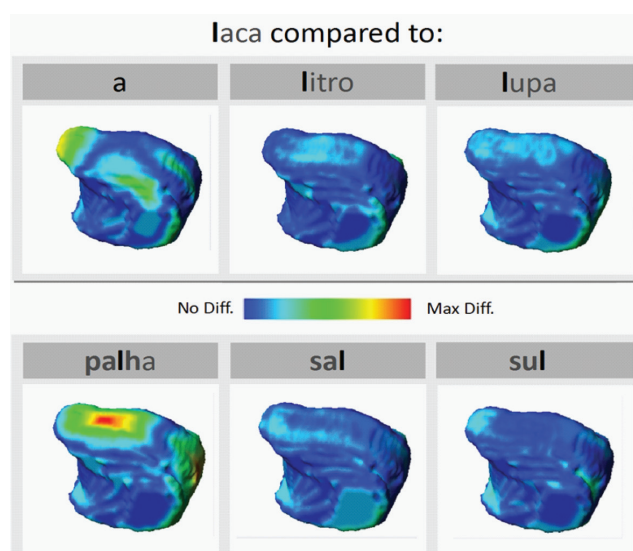 laca compared to:
a litro lupa
No Diff. Max Diff.
palha sal sul